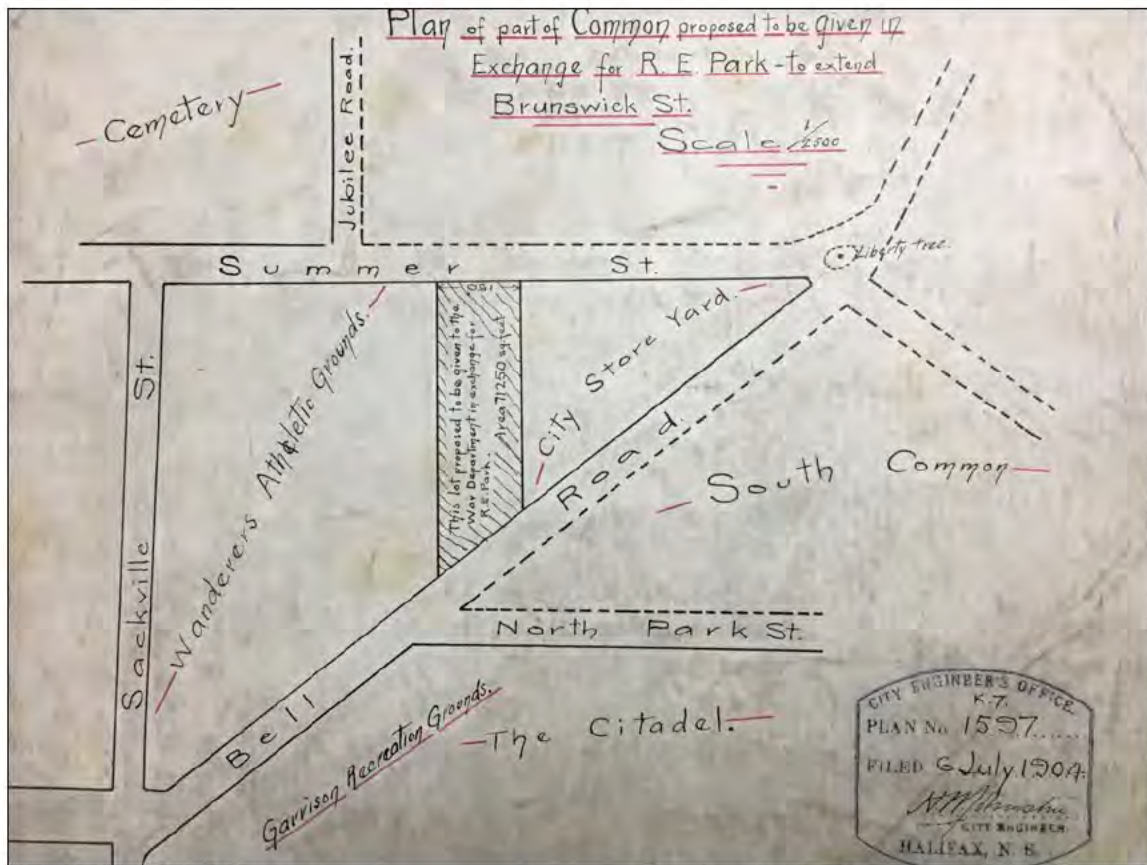 Plan of part of Common proposed to be given in
Exchange for R. E. Park - to extend
Brunswick St.
Scale 1/2500
Cemetery
Jubilee Road.
Summer St.
Liberty tree.
This lot proposed to be given to the
War Department in exchange for
R.E. Park. Area 71250 sq feet
City Store Yard.
Wanderers Athletic Grounds.
Sackville St.
Bell Road
South Common
North Park St.
Garrison Recreation Grounds.
The Citadel.
CITY ENGINEER'S OFFICE
K.7.
PLAN No 1597
FILED 6 July 1904
CITY ENGINEER.
HALIFAX, N. S.